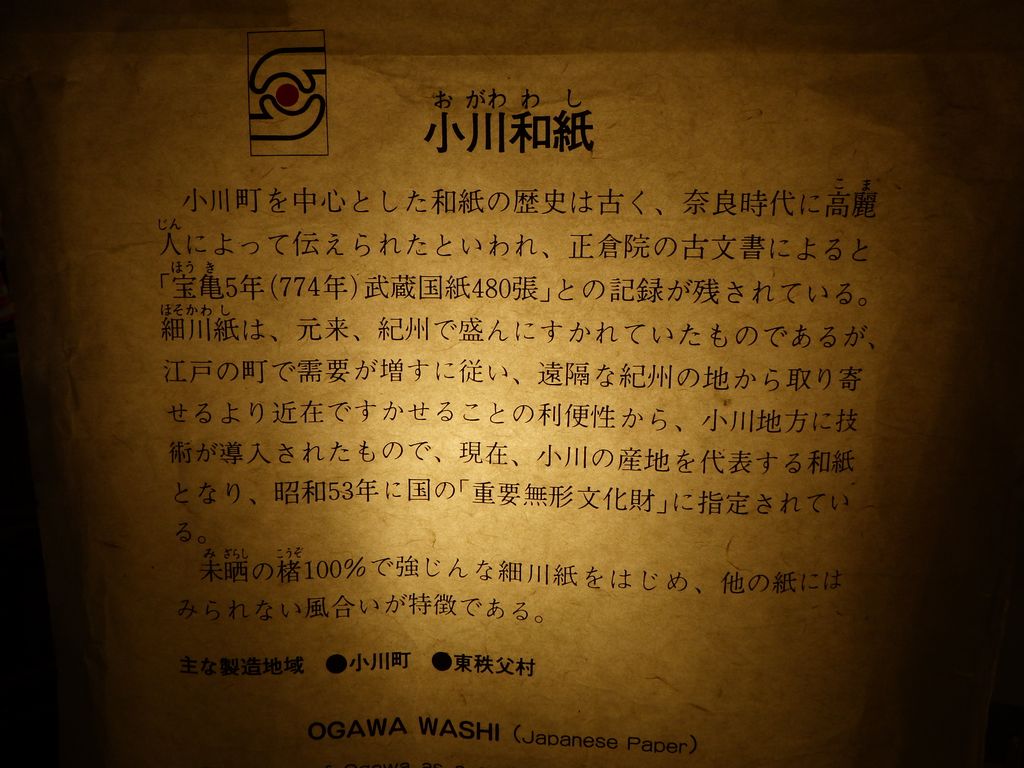 おがわわし
小川和紙
小川町を中心とした和紙の歴史は古く、奈良時代に高麗
人によって伝えられたといわれ、正倉院の古文書によると
「宝亀5年(774年)武蔵国紙480張」との記録が残されている。
細川紙は、元来、紀州で盛んにすかれていたものであるが、
江戸の町で需要が増すに従い、遠隔な紀州の地から取り寄
せるより近在ですかせることの利便性から、小川地方に技
術が導入されたもので、現在、小川の産地を代表する和紙
となり、昭和53年に国の「重要無形文化財」に指定されてい
る。
未晒の楮100%で強じんな細川紙をはじめ、他の紙には
みられない風合いが特徴である。
主な製造地域 ●小川町 ●東秩父村
OGAWA WASHI (Japanese Paper)